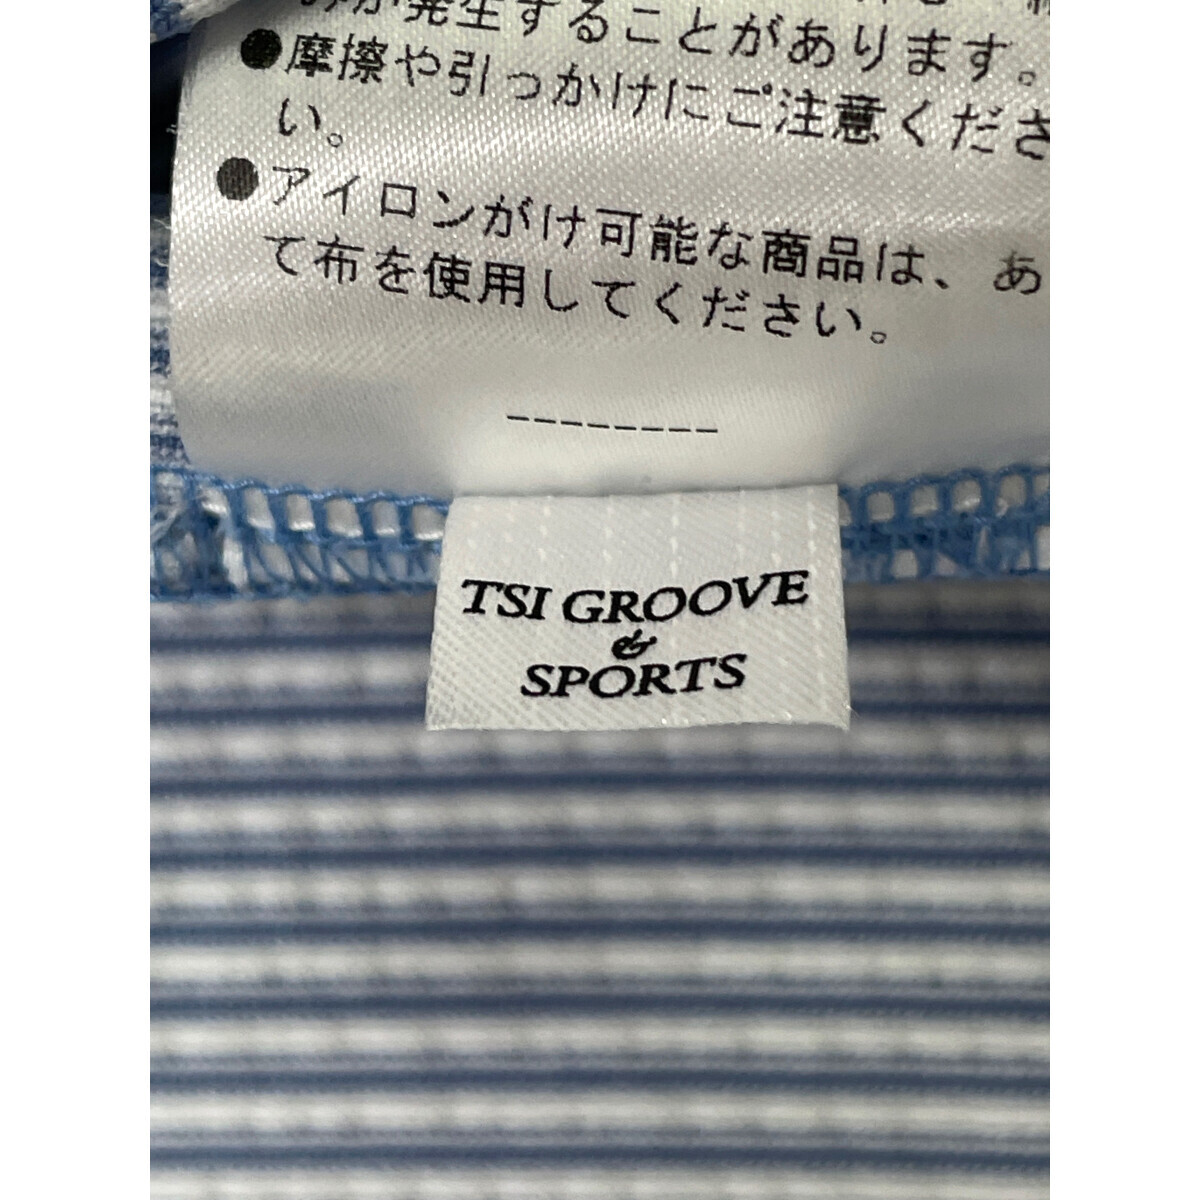 が発生することがあります。
●摩擦や引っかけにご注意くださ
い。
●アイロンがけ可能な商品は、あ
て布を使用してください。
--------
TSI GROOVE
&
SPORTS